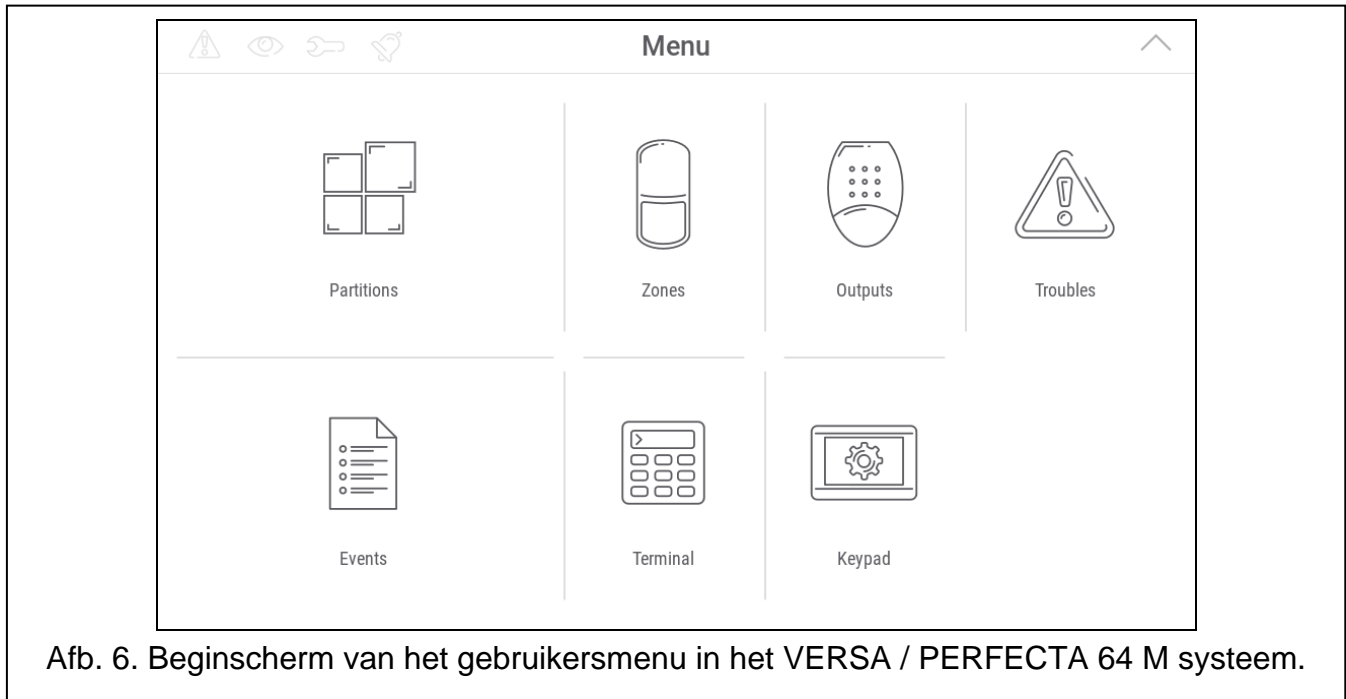 Menu
Partitions
Zones
Outputs
Troubles
Events
Terminal
Keypad
Afb. 6. Beginscherm van het gebruikersmenu in het VERSA / PERFECTA 64 M systeem.